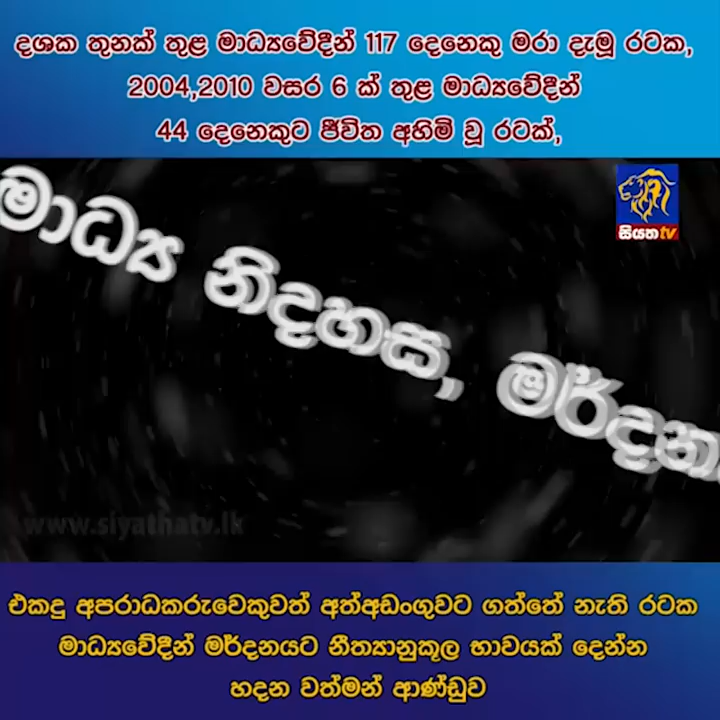 දශක තුනක් තුළ මාධ්‍යවේදීන් 117 දෙනෙකු මරා දැමූ රටක,
2004,2010 වසර 6 ක් තුළ මාධ්‍යවේදීන්
44 දෙනෙකුට ජීවිත අහිමි වූ රටක්,
සියත tv
මාධ්‍ය නිදහස, මර්දන
www.siyathatv.lk
එකදු අපරාධකරුවෙකුවත් අත්අඩංගුවට ගත්තේ නැති රටක
මාධ්‍යවේදීන් මර්දනයට නීත්‍යානුකූල භාවයක් දෙන්න
හදන වත්මන් ආණ්ඩුව